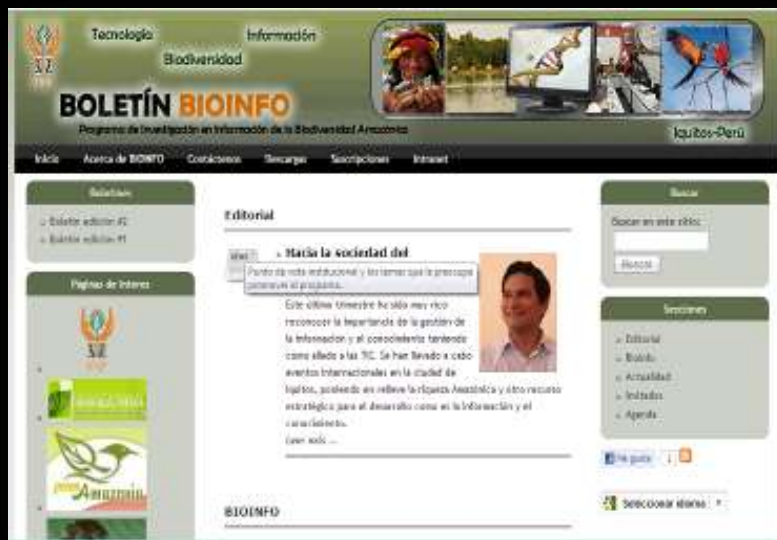 Tecnología
Información
Biodiversidad
BOLETÍN BIOINFO
Programa de Investigación en Información de la Biodiversidad Amazónica
Iquitos-Perú
Inicio Acerca de BIOINFO Contáctenos Descargas Suscripciones Intranet
Boletines
Boletín edición #2
Boletín edición #1
Páginas de Interes
Amazonia
Editorial
Hacia la sociedad del
Punto de vista institucional y los temas que le preocupa
promover al programa.
Este último trimestre ha sido muy rico
reconocer la importancia de la gestión de
la información y el conocimiento teniendo
como aliado a las TIC. Se han llevado a cabo
eventos internacionales en la ciudad de
Iquitos, poniendo en relieve la riqueza Amazónica y otro recurso
estratégico para el desarrollo como es la información y el
conocimiento.
Leer más ...
BIOINFO
Buscar
Buscar en este sitio:
Buscar
Secciones
Editorial
Bioinfo
Actualidad
Invitados
Agenda
Me gusta 1
Seleccionar idioma